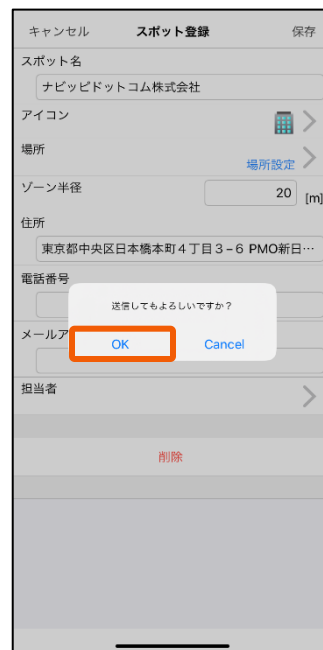 キャンセル スポット登録 保存
スポット名
ナビッピドットコム株式会社
アイコン
場所
場所設定
ゾーン半径 20 [m]
住所
東京都中央区日本橋本町４丁目３−６ PMO新日…
電話番号
送信してもよろしいですか？
メールア
OK Cancel
担当者
削除